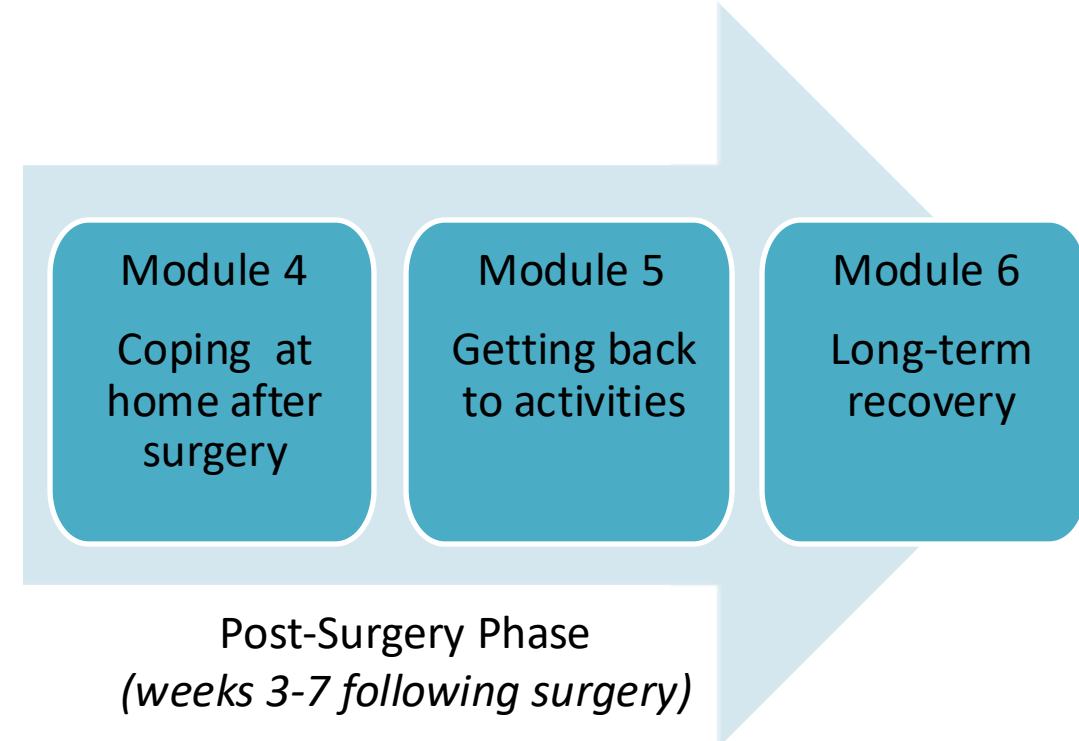 Module 4
Coping at
home after
surgery
Module 5
Getting back
to activities
Module 6
Long-term
recovery
Post-Surgery Phase
(weeks 3-7 following surgery)